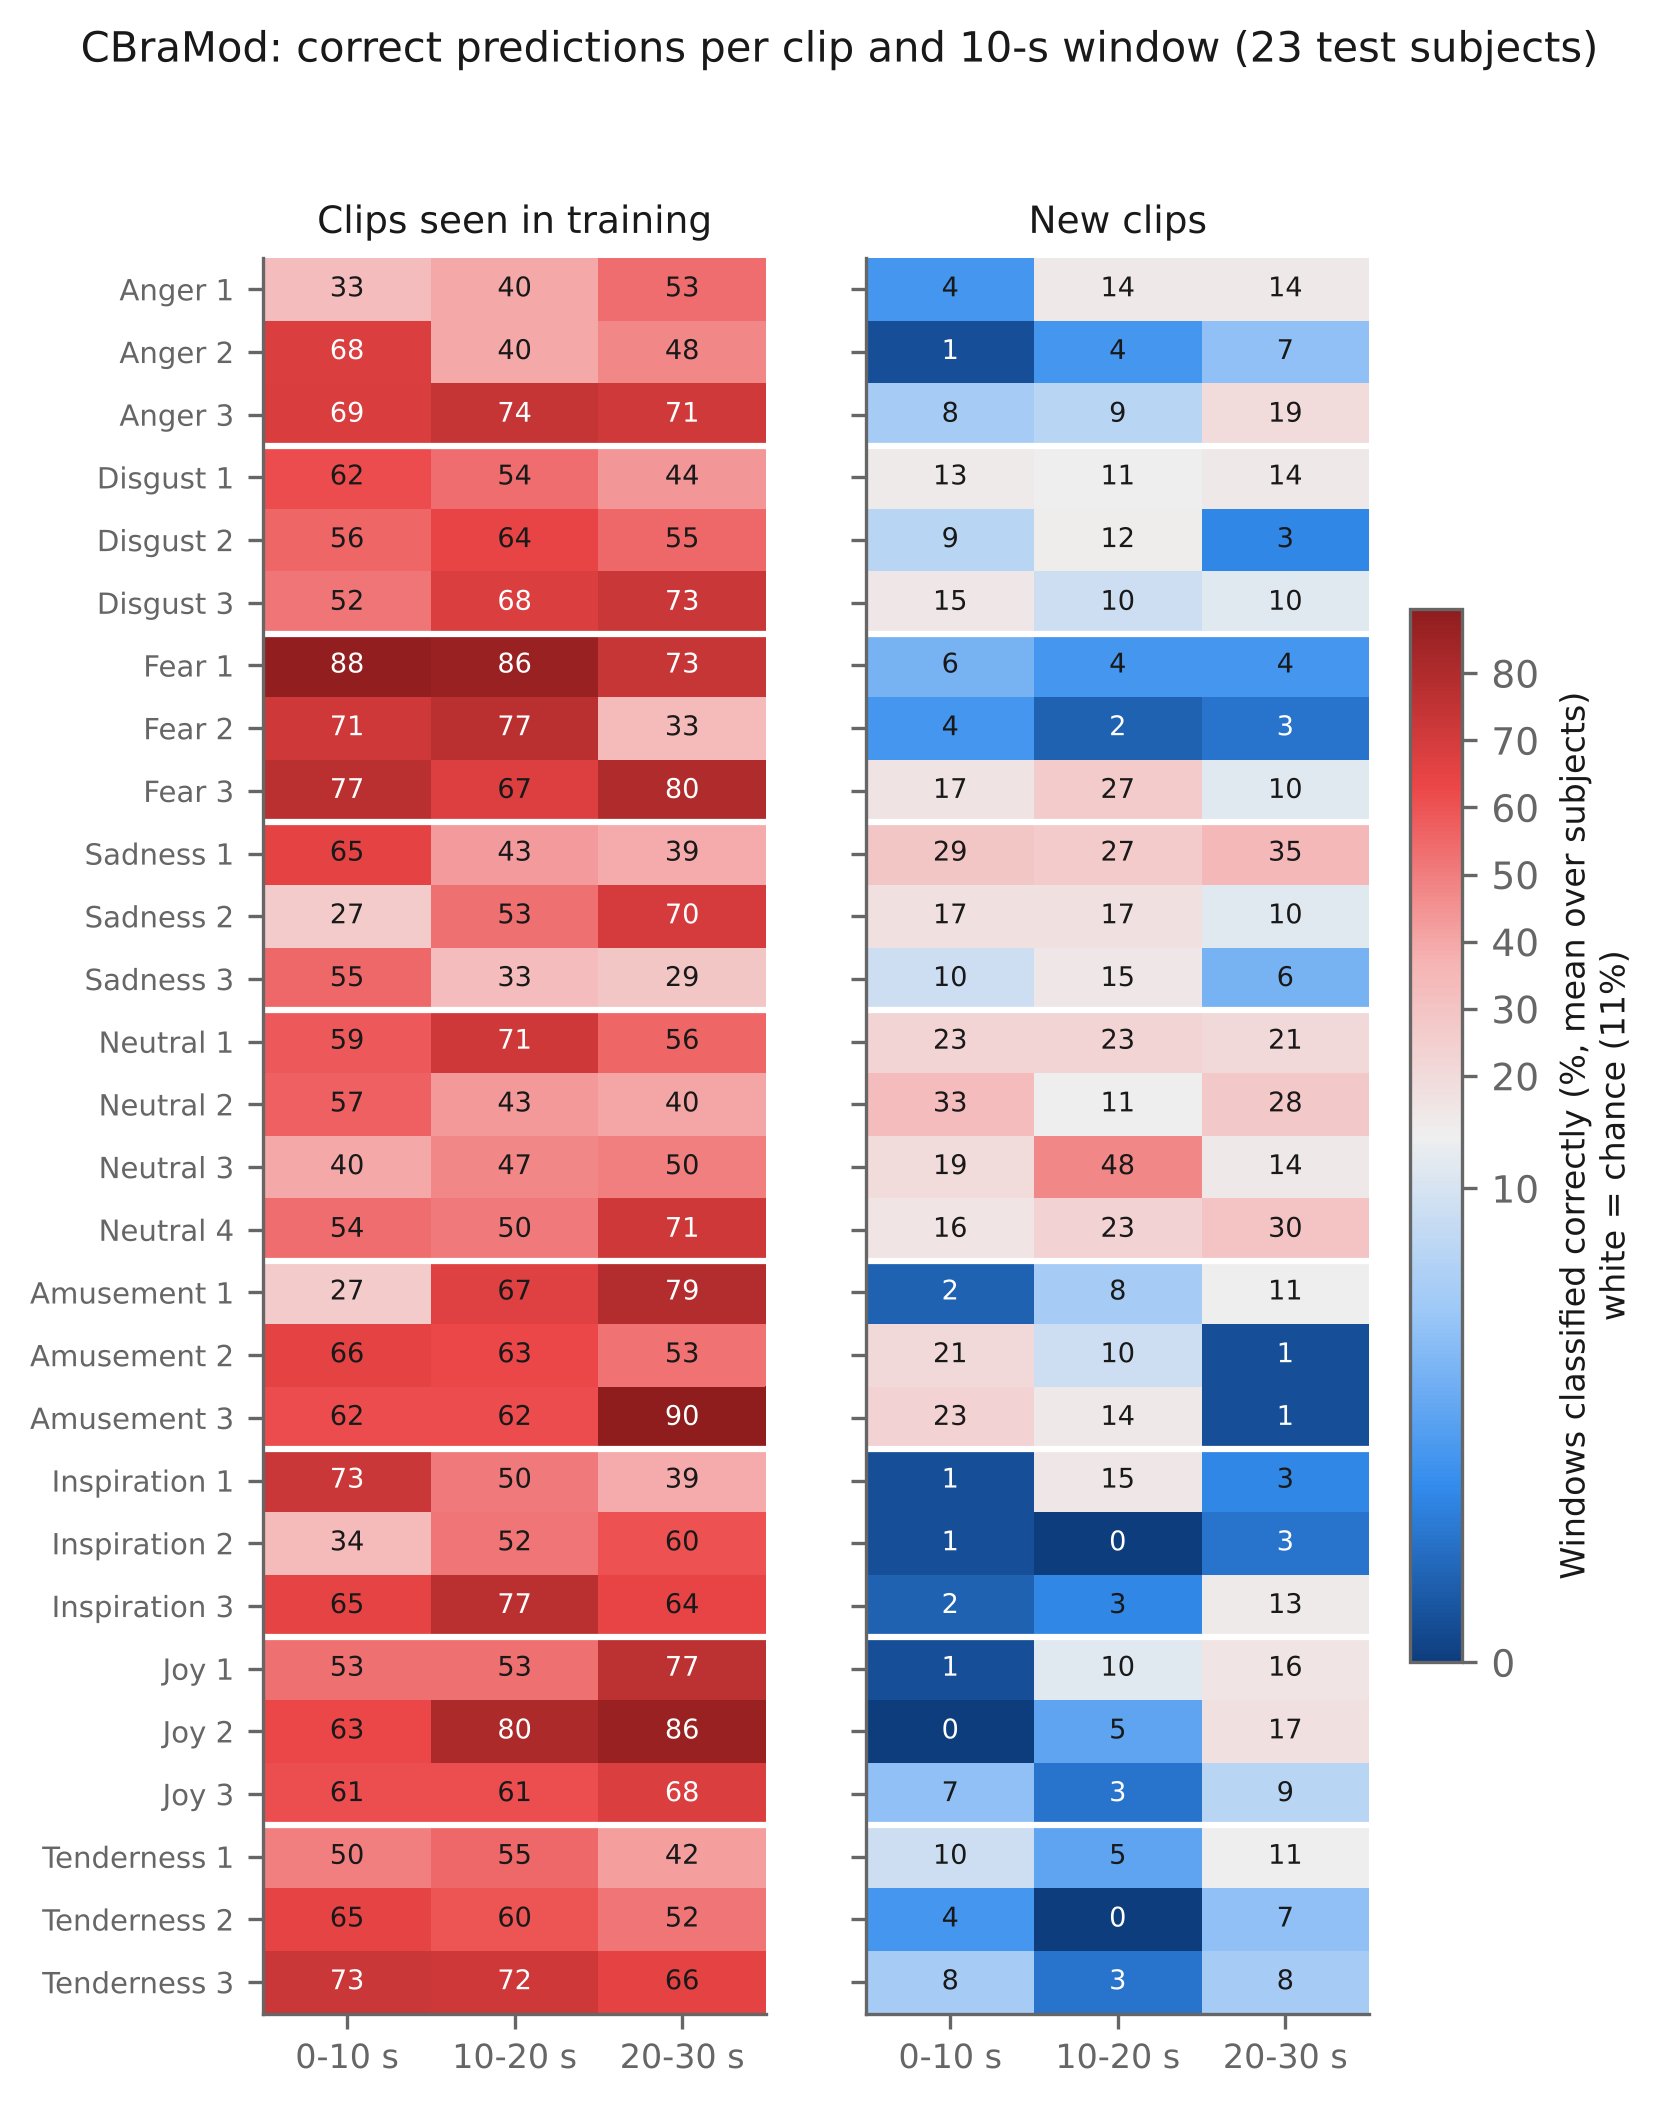 CBraMod: correct predictions per clip and 10-s window (23 test subjects)
Clips seen in training
New clips
Anger 1 33 40 53 4 14 14
Anger 2 68 40 48 1 4 7
Anger 3 69 74 71 8 9 19
Disgust 1 62 54 44 13 11 14
Disgust 2 56 64 55 9 12 3
Disgust 3 52 68 73 15 10 10
Fear 1 88 86 73 6 4 4
Fear 2 71 77 33 4 2 3
Fear 3 77 67 80 17 27 10
Sadness 1 65 43 39 29 27 35
Sadness 2 27 53 70 17 17 10
Sadness 3 55 33 29 10 15 6
Neutral 1 59 71 56 23 23 21
Neutral 2 57 43 40 33 11 28
Neutral 3 40 47 50 19 48 14
Neutral 4 54 50 71 16 23 30
Amusement 1 27 67 79 2 8 11
Amusement 2 66 63 53 21 10 1
Amusement 3 62 62 90 23 14 1
Inspiration 1 73 50 39 1 15 3
Inspiration 2 34 52 60 1 0 3
Inspiration 3 65 77 64 2 3 13
Joy 1 53 53 77 1 10 16
Joy 2 63 80 86 0 5 17
Joy 3 61 61 68 7 3 9
Tenderness 1 50 55 42 10 5 11
Tenderness 2 65 60 52 4 0 7
Tenderness 3 73 72 66 8 3 8
0-10 s 10-20 s 20-30 s 0-10 s 10-20 s 20-30 s
80
70
60
50
40
30
20
10
0
Windows classified correctly (%, mean over subjects)
white = chance (11%)